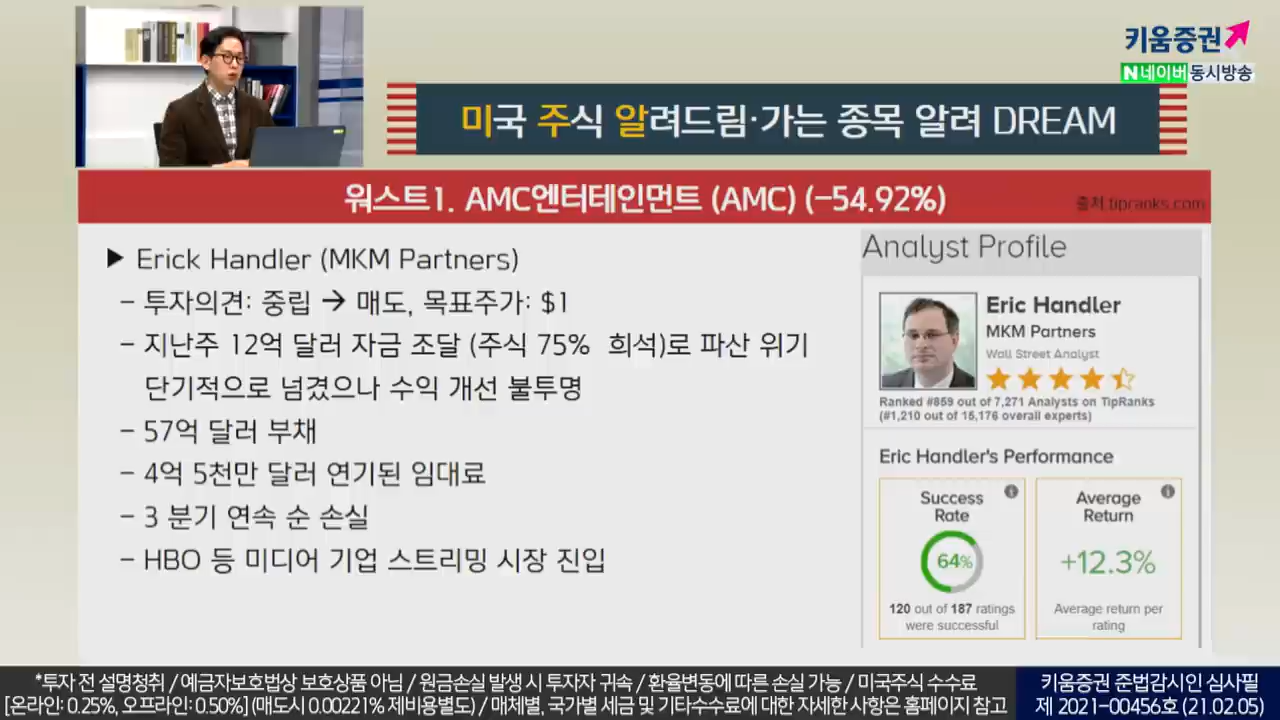 키움증권
N네이버동시방송
미국 주식 알려드림·가는 종목 알려 DREAM
워스트1. AMC엔터테인먼트 (AMC) (-54.92%)
출처:tipranks.com
▶ Erick Handler (MKM Partners)
– 투자의견: 중립 → 매도, 목표주가: $1
– 지난주 12억 달러 자금 조달 (주식 75% 희석)로 파산 위기
단기적으로 넘겼으나 수익 개선 불투명
– 57억 달러 부채
– 4억 5천만 달러 연기된 임대료
– 3 분기 연속 순 손실
– HBO 등 미디어 기업 스트리밍 시장 진입
Analyst Profile
Eric Handler
MKM Partners
Wall Street Analyst
Ranked #859 out of 7,271 Analysts on TipRanks
(#1,210 out of 15,176 overall experts)
Eric Handler's Performance
Success
Rate
64%
120 out of 187 ratings
were successful
Average
Return
+12.3%
Average return per
rating
*투자 전 설명청취 / 예금자보호법상 보호상품 아님 / 원금손실 발생 시 투자자 귀속 / 환율변동에 따른 손실 가능 / 미국주식 수수료
[온라인: 0.25%, 오프라인: 0.50%] (매도시 0.00221% 제비용별도) / 매체별, 국가별 세금 및 기타수수료에 대한 자세한 사항은 홈페이지 참고
키움증권 준법감시인 심사필
제 2021-00456호 (21.02.05)